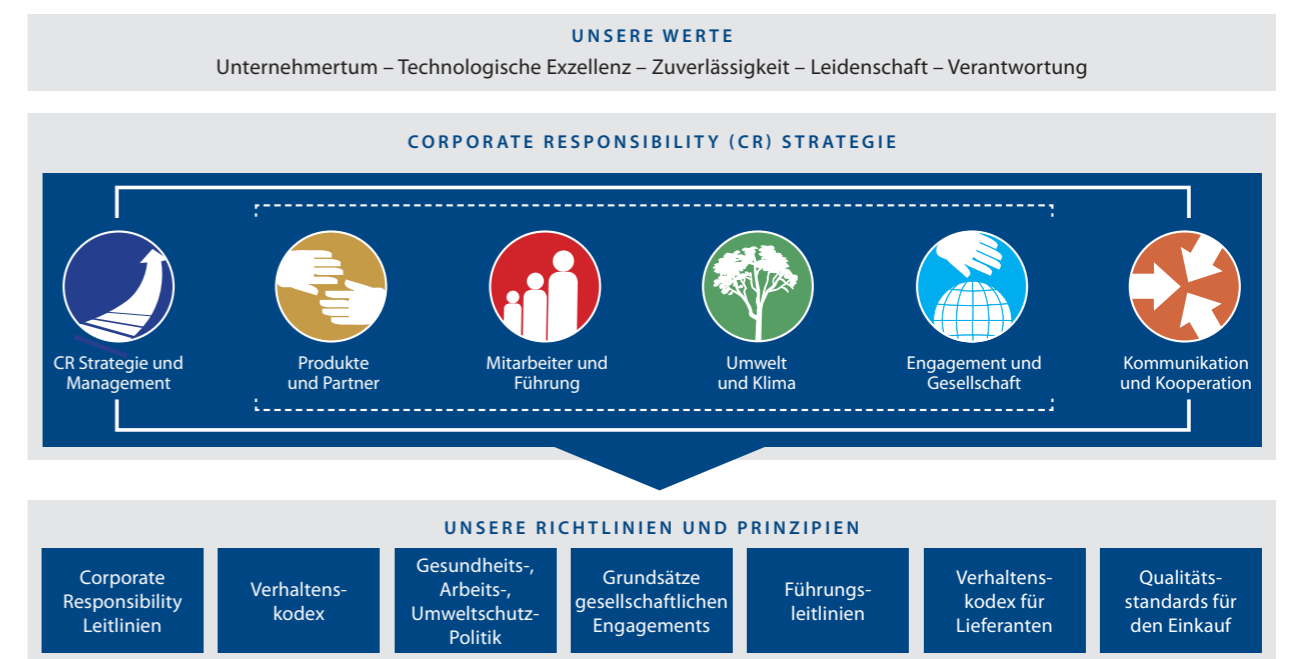 UNSERE WERTE
Unternehmertum – Technologische Exzellenz – Zuverlässigkeit – Leidenschaft – Verantwortung
CORPORATE RESPONSIBILITY (CR) STRATEGIE
CR Strategie und
Management
Produkte
und Partner
Mitarbeiter und
Führung
Umwelt
und Klima
Engagement und
Gesellschaft
Kommunikation
und Kooperation
UNSERE RICHTLINIEN UND PRINZIPIEN
Corporate
Responsibility
Leitlinien
Verhaltens-
kodex
Gesundheits-,
Arbeits-,
Umweltschutz-
Politik
Grundsätze
gesellschaftlichen
Engagements
Führungs-
leitlinien
Verhaltens-
kodex für
Lieferanten
Qualitäts-
standards für
den Einkauf